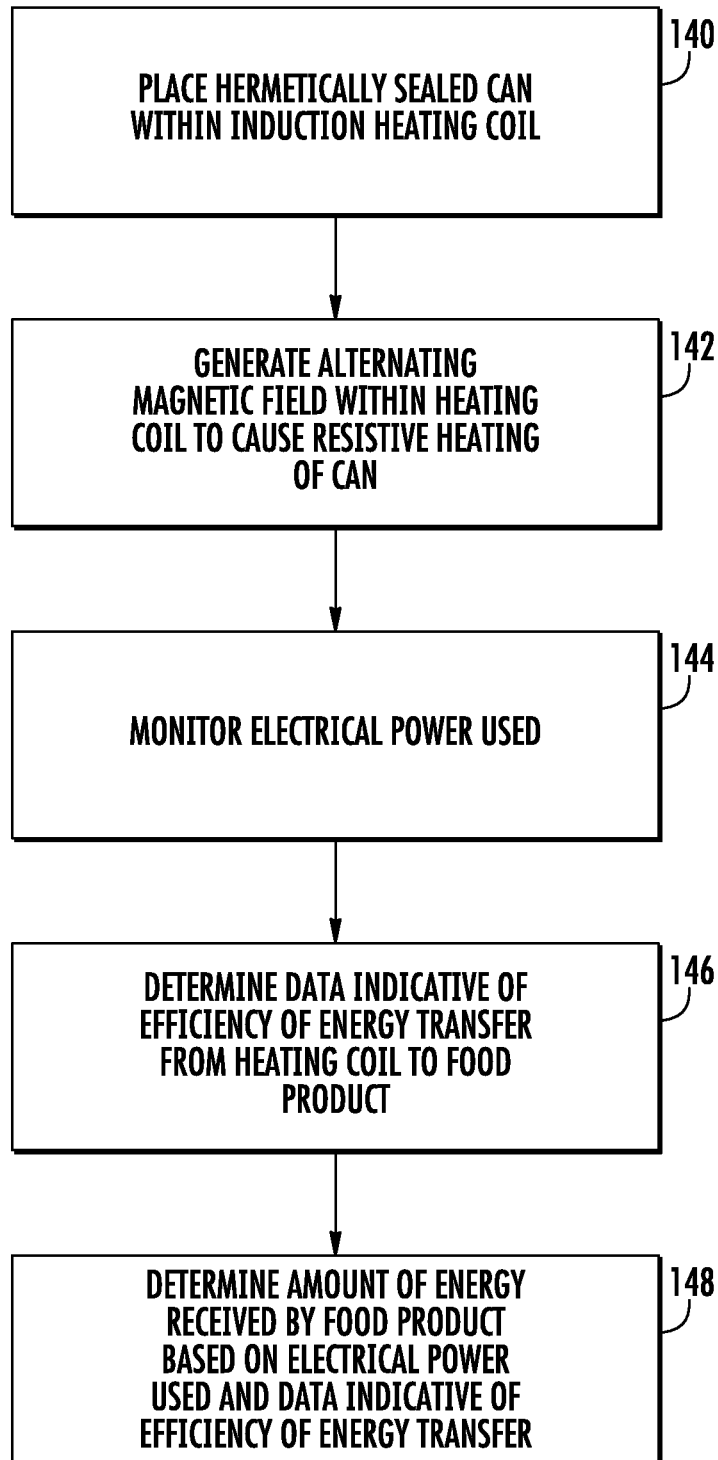 140
PLACE HERMETICALLY SEALED CAN
WITHIN INDUCTION HEATING COIL
142
GENERATE ALTERNATING
MAGNETIC FIELD WITHIN HEATING
COIL TO CAUSE RESISTIVE HEATING
OF CAN
144
MONITOR ELECTRICAL POWER USED
146
DETERMINE DATA INDICATIVE OF
EFFICIENCY OF ENERGY TRANSFER
FROM HEATING COIL TO FOOD
PRODUCT
148
DETERMINE AMOUNT OF ENERGY
RECEIVED BY FOOD PRODUCT
BASED ON ELECTRICAL POWER
USED AND DATA INDICATIVE OF
EFFICIENCY OF ENERGY TRANSFER